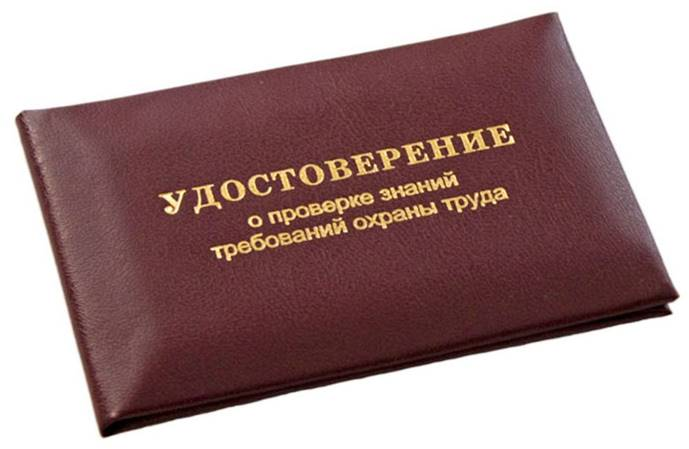 УДОСТОВЕРЕНИЕ
о проверке знаний
требований охраны труда